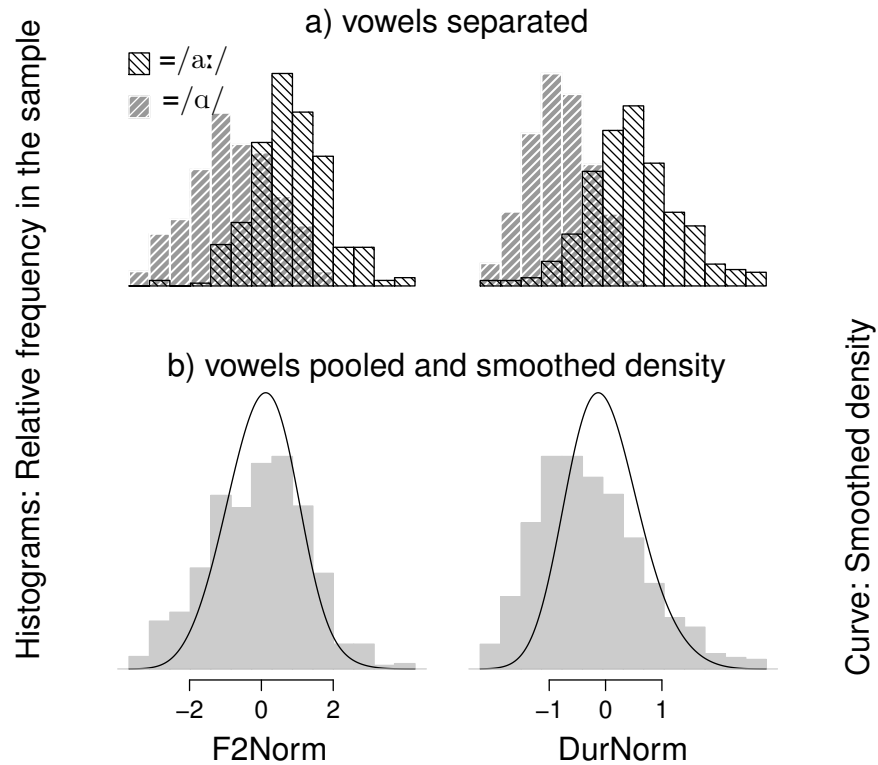 a) vowels separated
=/aː/
=/ɑ/
Histograms: Relative frequency in the sample
b) vowels pooled and smoothed density
Curve: Smoothed density
−2 0 2
−1 0 1
F2Norm
DurNorm